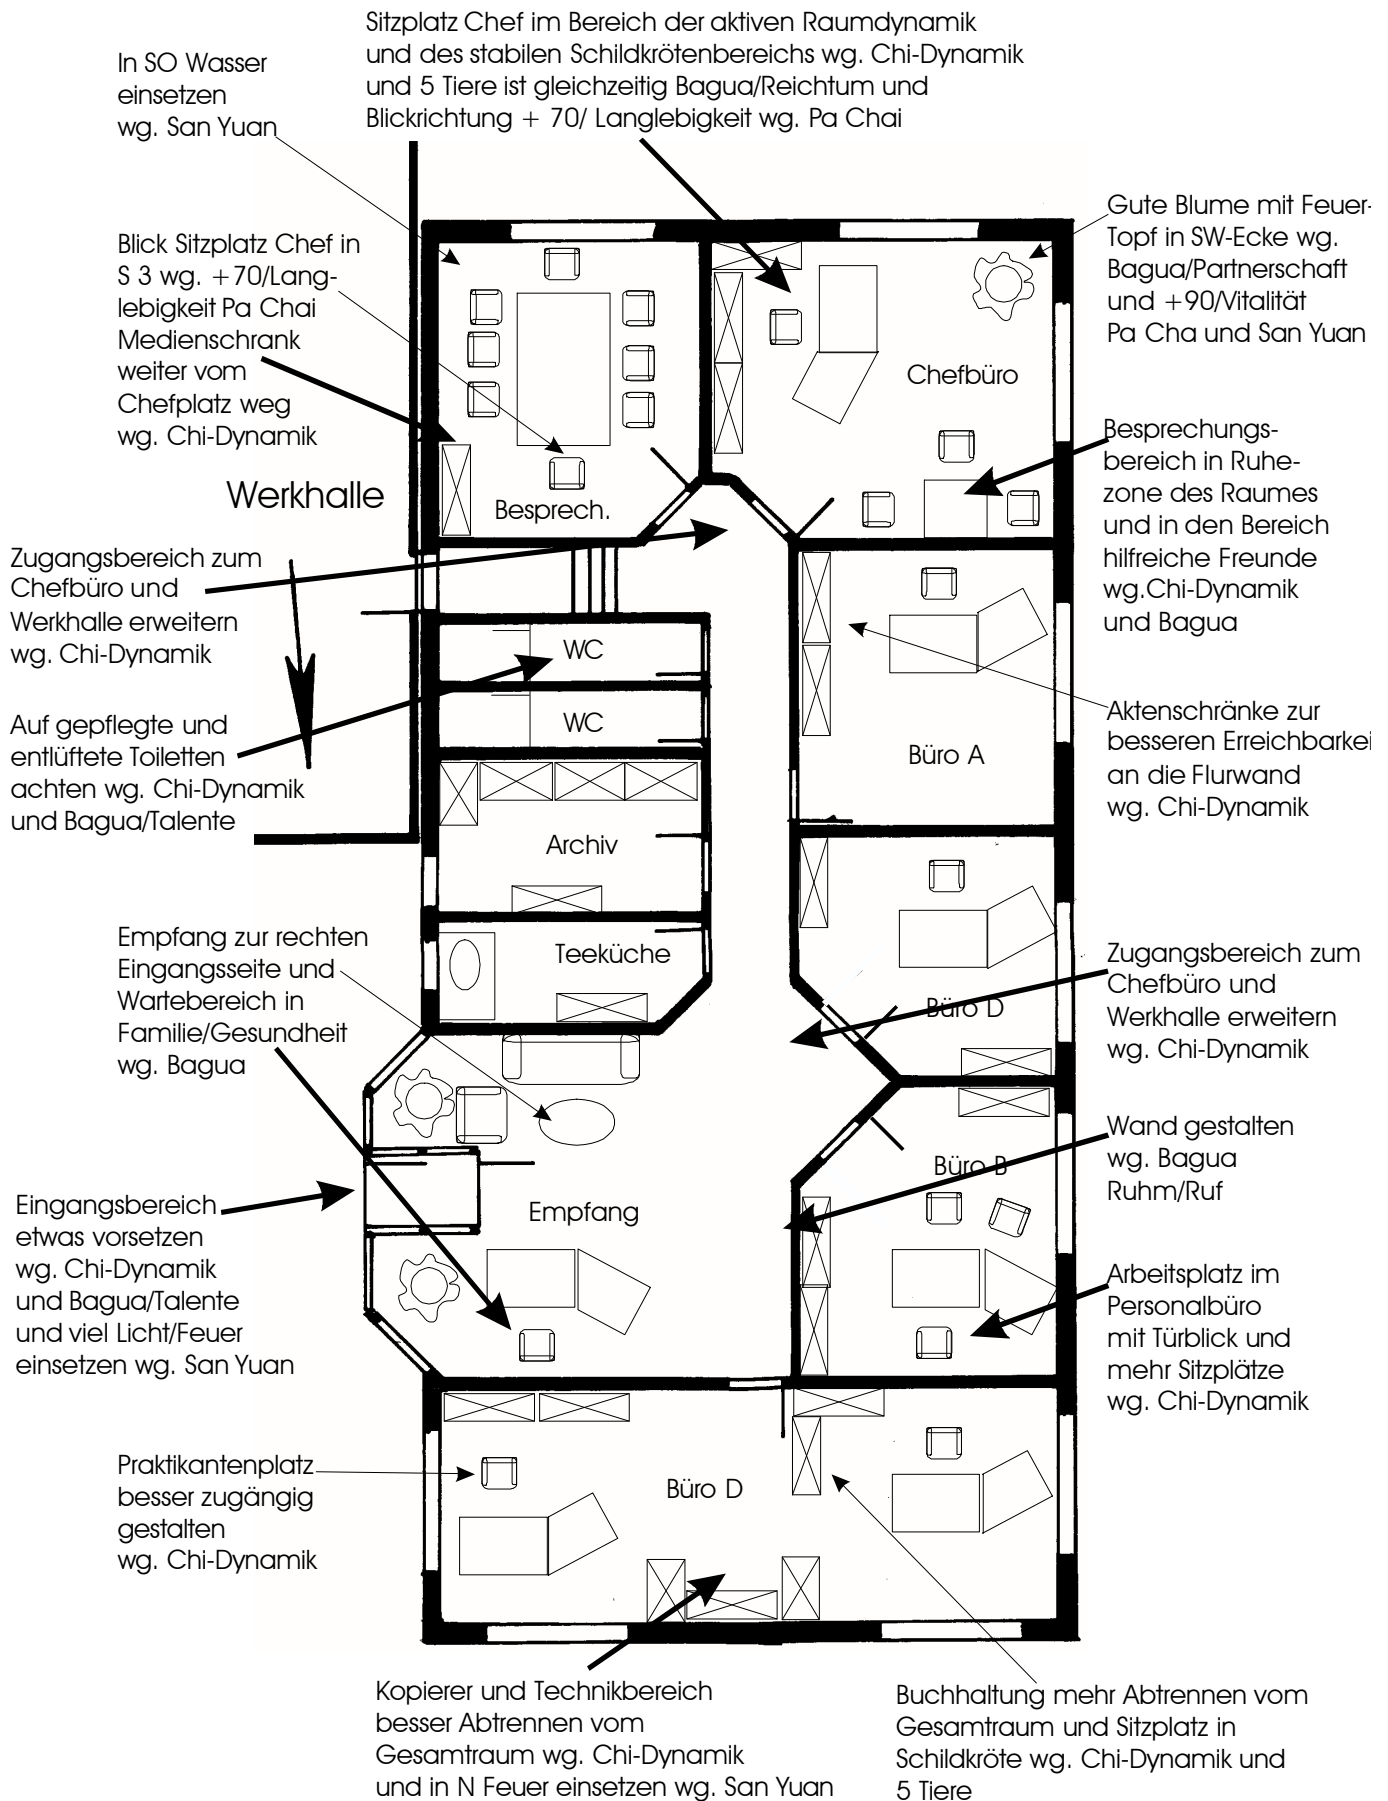 Sitzplatz Chef im Bereich der aktiven Raumdynamik
und des stabilen Schildkrötenbereichs wg. Chi-Dynamik
und 5 Tiere ist gleichzeitig Bagua/Reichtum und
Blickrichtung + 70/ Langlebigkeit wg. Pa Chai
In SO Wasser
einsetzen
wg. San Yuan
Blick Sitzplatz Chef in
S 3 wg. +70/Lang-
lebigkeit Pa Chai
Medienschrank
weiter vom
Chefplatz weg
wg. Chi-Dynamik
Gute Blume mit Feuer-
Topf in SW-Ecke wg.
Bagua/Partnerschaft
und +90/Vitalität
Pa Cha und San Yuan
Chefbüro
Besprechungs-
bereich in Ruhe-
zone des Raumes
und in den Bereich
hilfreiche Freunde
wg.Chi-Dynamik
und Bagua
Werkhalle
Besprech.
Zugangsbereich zum
Chefbüro und
Werkhalle erweitern
wg. Chi-Dynamik
WC
WC
Auf gepflegte und
entlüftete Toiletten
achten wg. Chi-Dynamik
und Bagua/Talente
Büro A
Aktenschränke zur
besseren Erreichbarkei
an die Flurwand
wg. Chi-Dynamik
Archiv
Teeküche
Empfang zur rechten
Eingangsseite und
Wartebereich in
Familie/Gesundheit
wg. Bagua
Büro D
Zugangsbereich zum
Chefbüro und
Werkhalle erweitern
wg. Chi-Dynamik
Wand gestalten
wg. Bagua
Ruhm/Ruf
Büro B
Empfang
Eingangsbereich
etwas vorsetzen
wg. Chi-Dynamik
und Bagua/Talente
und viel Licht/Feuer
einsetzen wg. San Yuan
Arbeitsplatz im
Personalbüro
mit Türblick und
mehr Sitzplätze
wg. Chi-Dynamik
Praktikantenplatz
besser zugängig
gestalten
wg. Chi-Dynamik
Büro D
Kopierer und Technikbereich
besser Abtrennen vom
Gesamtraum wg. Chi-Dynamik
und in N Feuer einsetzen wg. San Yuan
Buchhaltung mehr Abtrennen vom
Gesamtraum und Sitzplatz in
Schildkröte wg. Chi-Dynamik und
5 Tiere